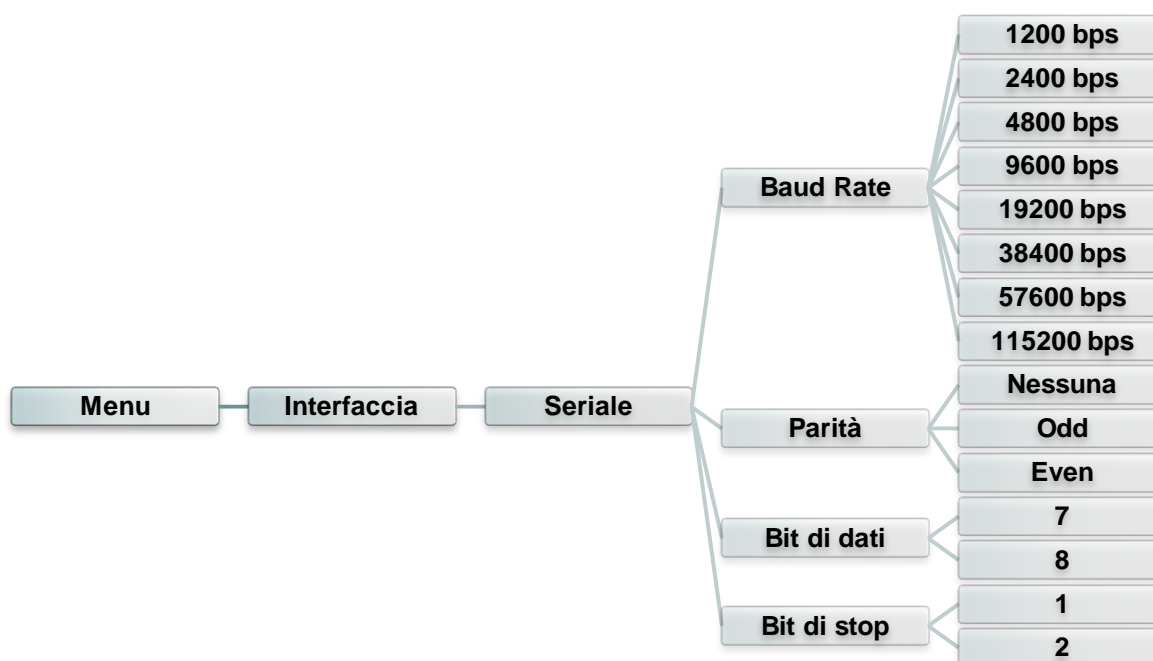 1200 bps
2400 bps
4800 bps
9600 bps
Baud Rate
19200 bps
38400 bps
57600 bps
115200 bps
Menu
Interfaccia
Seriale
Nessuna
Parità
Odd
Even
Bit di dati
7
8
Bit di stop
1
2